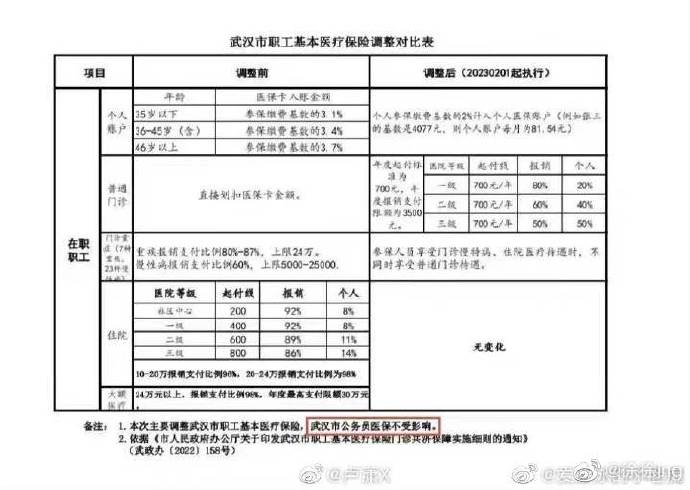 武汉市职工基本医疗保险调整对比表
项目
调整前
调整后（20230201起执行）
在职
职工
个人
账户
年龄
医保卡入账金额
35岁以下
参保缴费基数的3.1%
36-45岁（含）
参保缴费基数的3.4%
46岁以上
参保缴费基数的3.7%
个人参保缴费基数的2%计入个人医保账户（例如张三
的基数是4077元，则个人账户每月为81.54元）
普通
门诊
直接划扣医保卡金额。
年度起付标
准为
700元，年
度报销支付
限额为3500
元。
医院等级
起付线
报销
个人
一级
700元/年
80%
20%
二级
700元/年
60%
40%
三级
700元/年
50%
50%
门诊重
症（7种
重残，
23种慢
重残报销支付比例80%-87%，上限24万。
慢性病报销支付比例60%，上限5000-25000.
参保人员享受门诊慢特病、住院医疗待遇时，不
同时享受普通门诊待遇。
住院
医院等级
起付线
报销
个人
社区中心
200
92%
8%
一级
400
92%
8%
二级
600
89%
11%
三级
800
86%
14%
10-20万报销支付比例96%，20-24万报销支付比例为98%
无变化
大额
医疗
24万元以上，报销支付比例98%，年度最高支付限额30万元
备注：1.本次主要调整武汉市职工基本医疗保险，武汉市公务员医保不受影响。
2.依据《市人民政府办公厅关于印发武汉市职工基本医疗保险门诊共济保障实施细则的通知》
（武政办〔2022〕158号）
@卢诗X